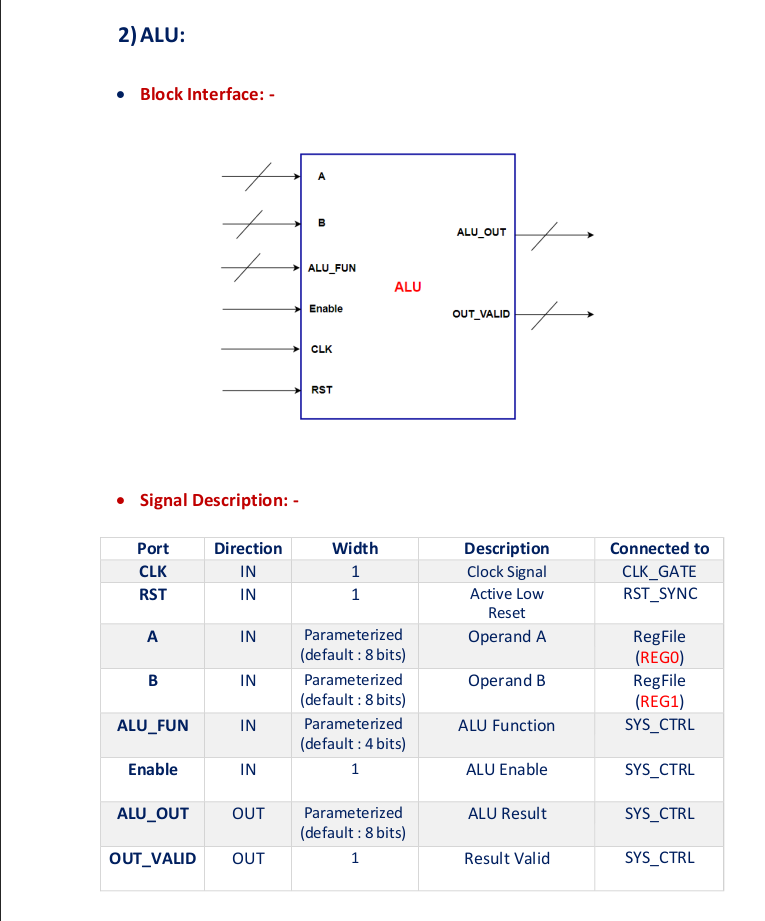 2) ALU:
• Block Interface: -
A
B
ALU_OUT
ALU_FUN
ALU
Enable
OUT_VALID
CLK
RST
• Signal Description: -
Port Direction Width Description Connected to
CLK IN 1 Clock Signal CLK_GATE
RST IN 1 Active Low RST_SYNC
Reset
A IN Parameterized Operand A RegFile
(default : 8 bits) (REG0)
B IN Parameterized Operand B RegFile
(default : 8 bits) (REG1)
ALU_FUN IN Parameterized ALU Function SYS_CTRL
(default : 4 bits)
Enable IN 1 ALU Enable SYS_CTRL
ALU_OUT OUT Parameterized ALU Result SYS_CTRL
(default : 8 bits)
OUT_VALID OUT 1 Result Valid SYS_CTRL